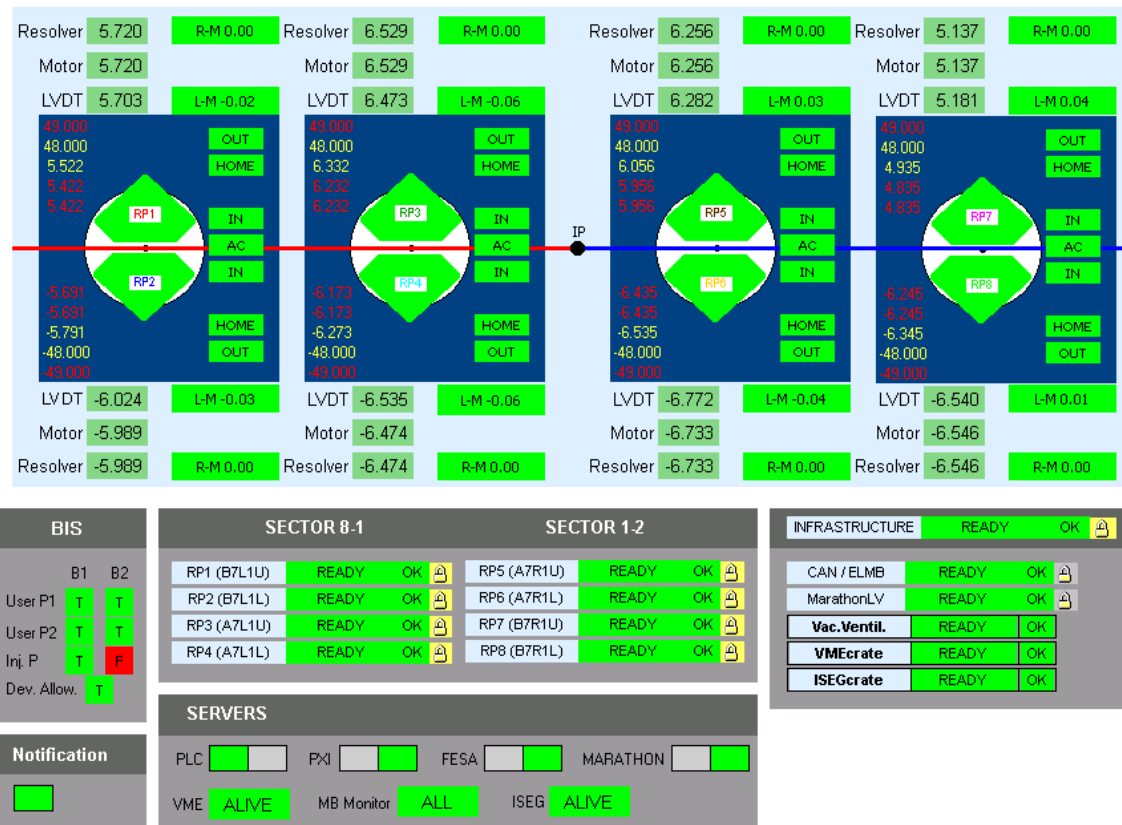 Resolver 5.720 R-M 0.00 Resolver 6.529 R-M 0.00 Resolver 6.256 R-M 0.00 Resolver 5.137 R-M 0.00
Motor 5.720 Motor 6.529 Motor 6.256 Motor 5.137
LVDT 5.703 L-M -0.02 LVDT 6.473 L-M -0.06 LVDT 6.282 L-M 0.03 LVDT 5.181 L-M 0.04
49.000 49.000 49.000 49.000
48.000 OUT 48.000 OUT 48.000 OUT 48.000 OUT
5.522 HOME 6.332 HOME 6.056 HOME 4.935 HOME
5.422 6.232 5.956 4.835
5.422 6.232 5.956 4.835
RP1 IN RP3 IN RP5 IN RP7 IN
AC AC IP AC AC
RP2 IN RP4 IN RP6 IN RP8 IN
-5.691 -6.173 -6.435 -6.245
-5.691 -6.173 -6.435 -6.245
-5.791 HOME -6.273 HOME -6.535 HOME -6.345 HOME
-48.000 OUT -48.000 OUT -48.000 OUT -48.000 OUT
-49.000 -49.000 -49.000 -49.000
LVDT -6.024 L-M -0.03 LVDT -6.535 L-M -0.06 LVDT -6.772 L-M -0.04 LVDT -6.540 L-M 0.01
Motor -5.989 Motor -6.474 Motor -6.733 Motor -6.546
Resolver -5.989 R-M 0.00 Resolver -6.474 R-M 0.00 Resolver -6.733 R-M 0.00 Resolver -6.546 R-M 0.00
BIS
B1 B2
User P1 T T
User P2 T T
Inj. P T F
Dev. Allow. T
Notification
SECTOR 8-1 SECTOR 1-2
RP1 (B7L1U) READY OK RP5 (A7R1U) READY OK
RP2 (B7L1L) READY OK RP6 (A7R1L) READY OK
RP3 (A7L1U) READY OK RP7 (B7R1U) READY OK
RP4 (A7L1L) READY OK RP8 (B7R1L) READY OK
SERVERS
PLC PXI FESA MARATHON
VME ALIVE MB Monitor ALL ISEG ALIVE
INFRASTRUCTURE READY OK
CAN / ELMB READY OK
MarathonLV READY OK
Vac.Ventil. READY OK
VMEcrate READY OK
ISEGcrate READY OK